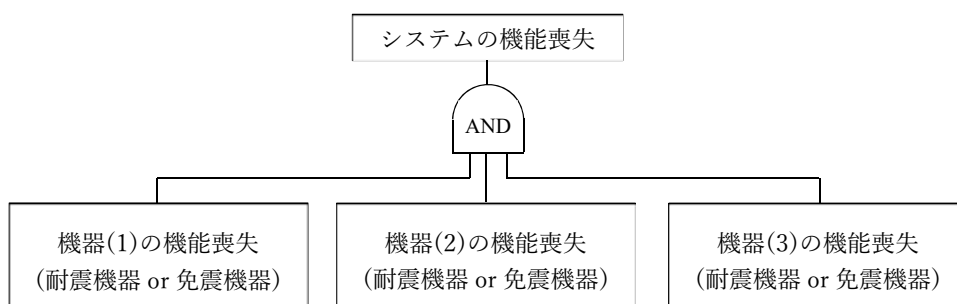 システムの機能喪失
AND
機器(1)の機能喪失
(耐震機器 or 免震機器)
機器(2)の機能喪失
(耐震機器 or 免震機器)
機器(3)の機能喪失
(耐震機器 or 免震機器)